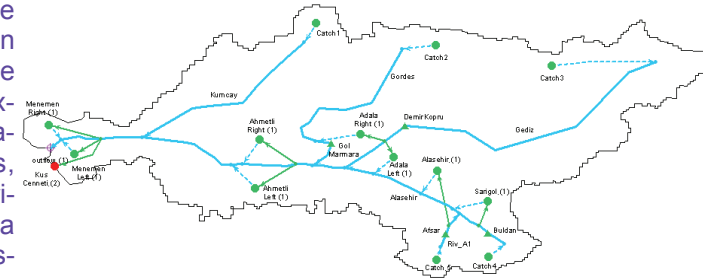 e
n
e
x-
a-
s,
i-
a
s-
Catch1
Catch2
Catch3
Kumcay
Gordes
Menemen
Right (1)
Ahmetli
Right (1)
Adala
Right (1)
DemirKopru
Gediz
Gol
Marmara
outflow (1)
Kus
Cenneti,(2)
Menemen
Left (1)
Adala
Left (1)
Alasehir,(1)
Ahmetli
Left (1)
Alasehir
Sarigol,(1)
Afsar
Buldan
Riv_A1
Catch 5
Catch4